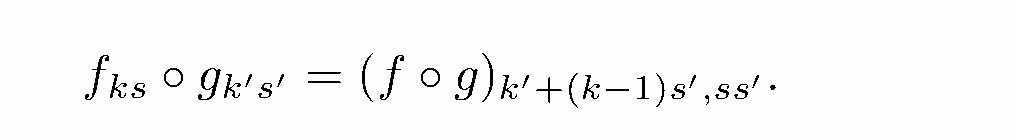 f_{ks} ∘ g_{k's'} = (f ∘ g)_{k'+(k−1)s',ss'}.